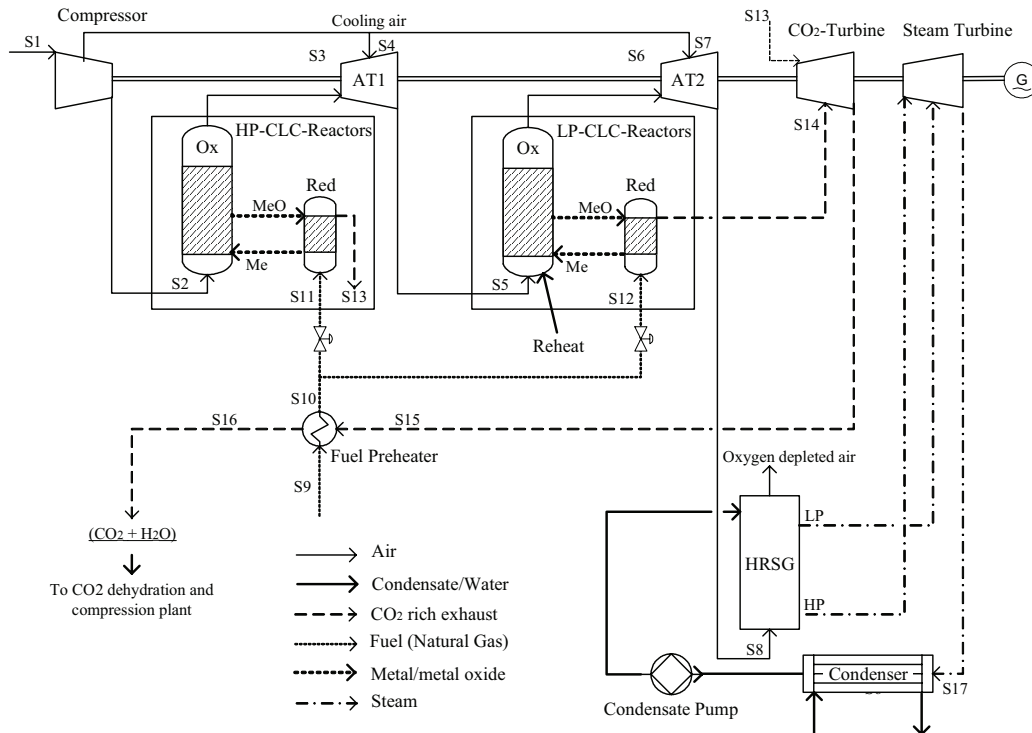 Compressor
Cooling air
S13
CO2-Turbine
Steam Turbine
S1
S3
S4
S6
S7
AT1
AT2
G
S14
HP-CLC-Reactors
LP-CLC-Reactors
Ox
Red
Ox
Red
MeO
MeO
Me
Me
S2
S11
S13
S5
S12
Reheat
S10
S16
S15
Fuel Preheater
S9
Oxygen depleted air
LP
HRSG
HP
S8
(CO2 + H2O)
To CO2 dehydration and
compression plant
Air
Condensate/Water
CO2 rich exhaust
Fuel (Natural Gas)
Metal/metal oxide
Steam
Condenser
S17
Condensate Pump